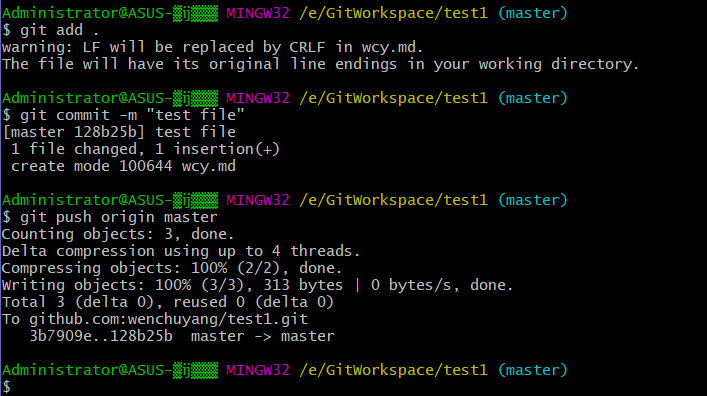 Administrator@ASUS-▒ĳ▒▒▒ MINGW32 /e/GitWorkspace/test1 (master)
$ git add .
warning: LF will be replaced by CRLF in wcy.md.
The file will have its original line endings in your working directory.
Administrator@ASUS-▒ĳ▒▒▒ MINGW32 /e/GitWorkspace/test1 (master)
$ git commit -m "test file"
[master 128b25b] test file
 1 file changed, 1 insertion(+)
 create mode 100644 wcy.md
Administrator@ASUS-▒ĳ▒▒▒ MINGW32 /e/GitWorkspace/test1 (master)
$ git push origin master
Counting objects: 3, done.
Delta compression using up to 4 threads.
Compressing objects: 100% (2/2), done.
Writing objects: 100% (3/3), 313 bytes | 0 bytes/s, done.
Total 3 (delta 0), reused 0 (delta 0)
To github.com:wenchuyang/test1.git
   3b7909e..128b25b  master -> master
Administrator@ASUS-▒ĳ▒▒▒ MINGW32 /e/GitWorkspace/test1 (master)
$